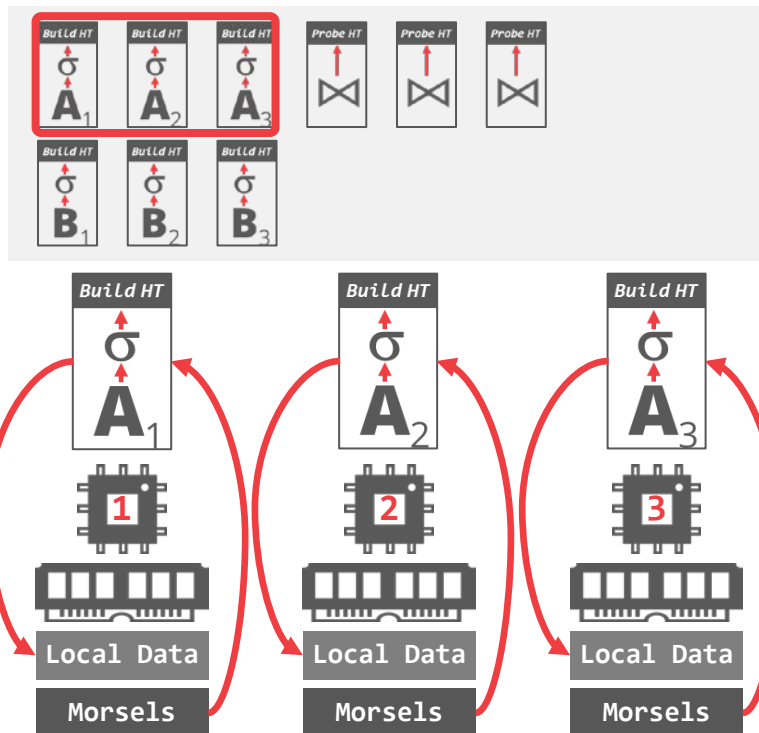 Build HT Build HT Build HT Probe HT Probe HT Probe HT
σ σ σ
A1 A2 A3
Build HT Build HT Build HT
σ σ σ
B1 B2 B3
Build HT Build HT Build HT
σ σ σ
A1 A2 A3
1 2 3
Local Data Local Data Local Data
Morsels Morsels Morsels